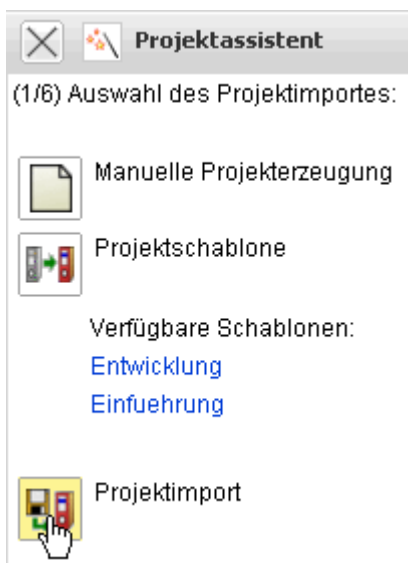 Projektassistent
(1/6) Auswahl des Projektimportes:
Manuelle Projekterzeugung
Projektschablone
Verfügbare Schablonen:
Entwicklung
Einfuehrung
Projektimport